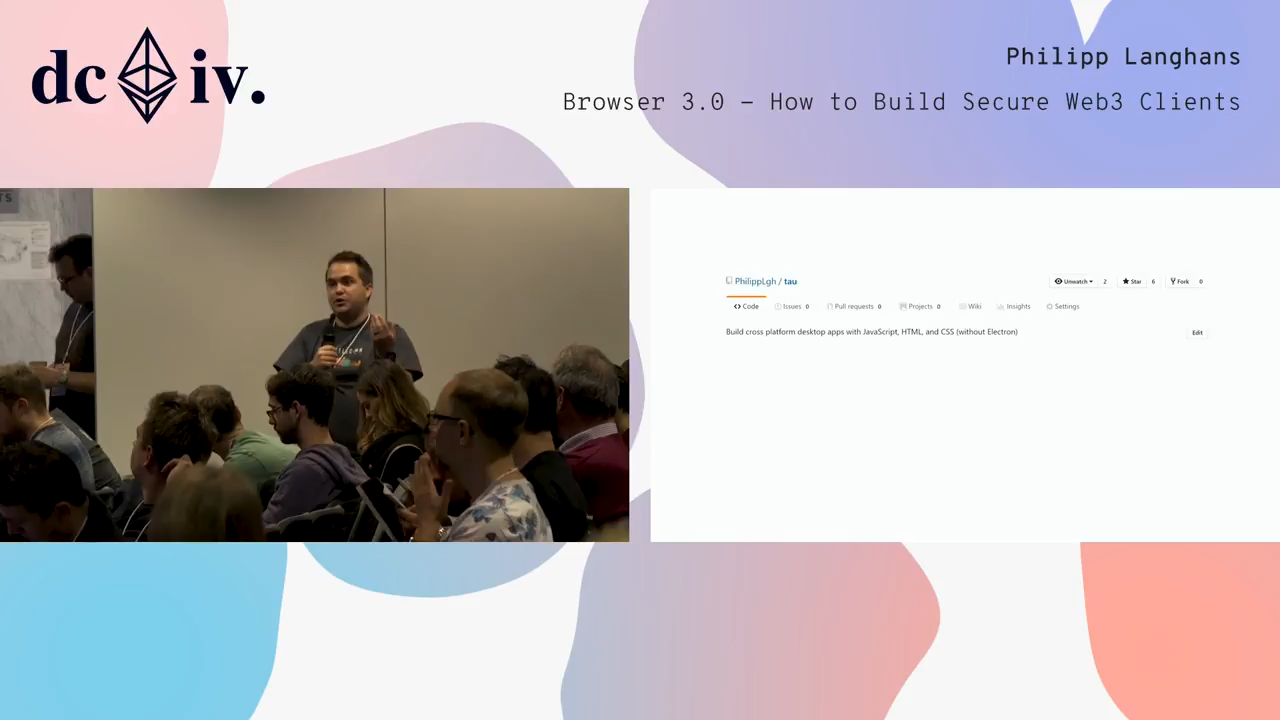 dc iv.
Philipp Langhans
Browser 3.0 – How to Build Secure Web3 Clients
PhilippLgh / tau
Unwatch 2 Star 6 Fork 0
Code Issues 0 Pull requests 0 Projects 0 Wiki Insights Settings
Build cross platform desktop apps with JavaScript, HTML, and CSS (without Electron)
Edit